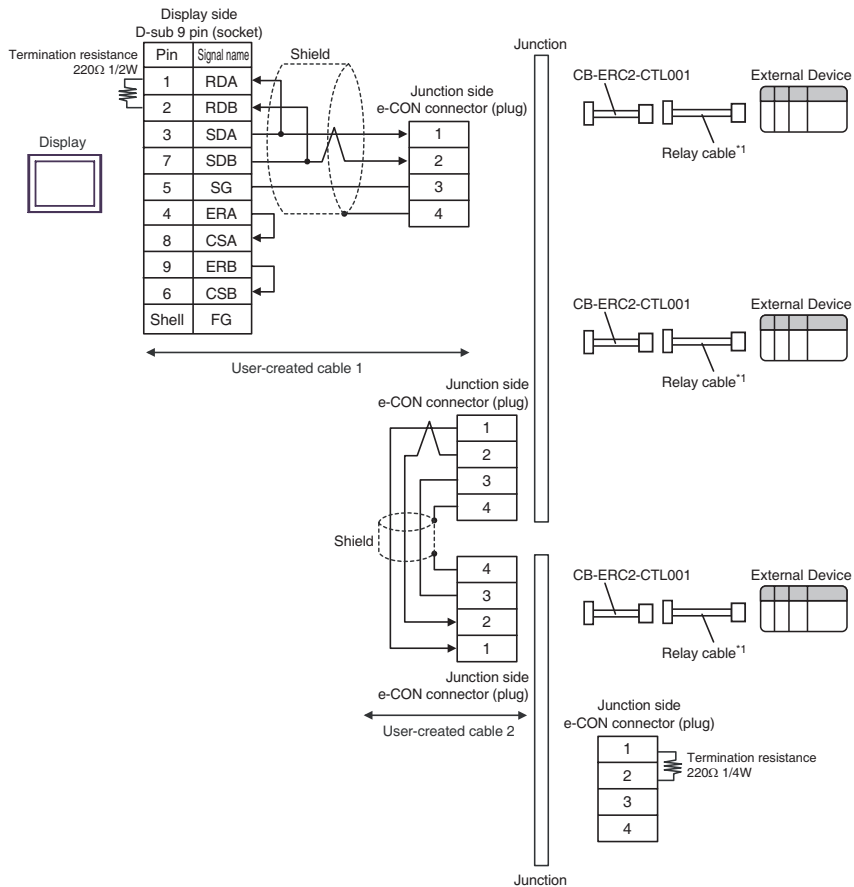 Display side
D-sub 9 pin (socket)
Termination resistance
220Ω 1/2W
Pin Signal name
1 RDA
2 RDB
3 SDA
7 SDB
5 SG
4 ERA
8 CSA
9 ERB
6 CSB
Shell FG
Display
Shield
Junction side
e-CON connector (plug)
1
2
3
4
User-created cable 1
Junction
CB-ERC2-CTL001
External Device
Relay cable*1
CB-ERC2-CTL001
External Device
Relay cable*1
Junction side
e-CON connector (plug)
1
2
3
4
Shield
4
3
2
1
Junction side
e-CON connector (plug)
User-created cable 2
CB-ERC2-CTL001
External Device
Relay cable*1
Junction side
e-CON connector (plug)
1
2
3
4
Termination resistance
220Ω 1/4W
Junction